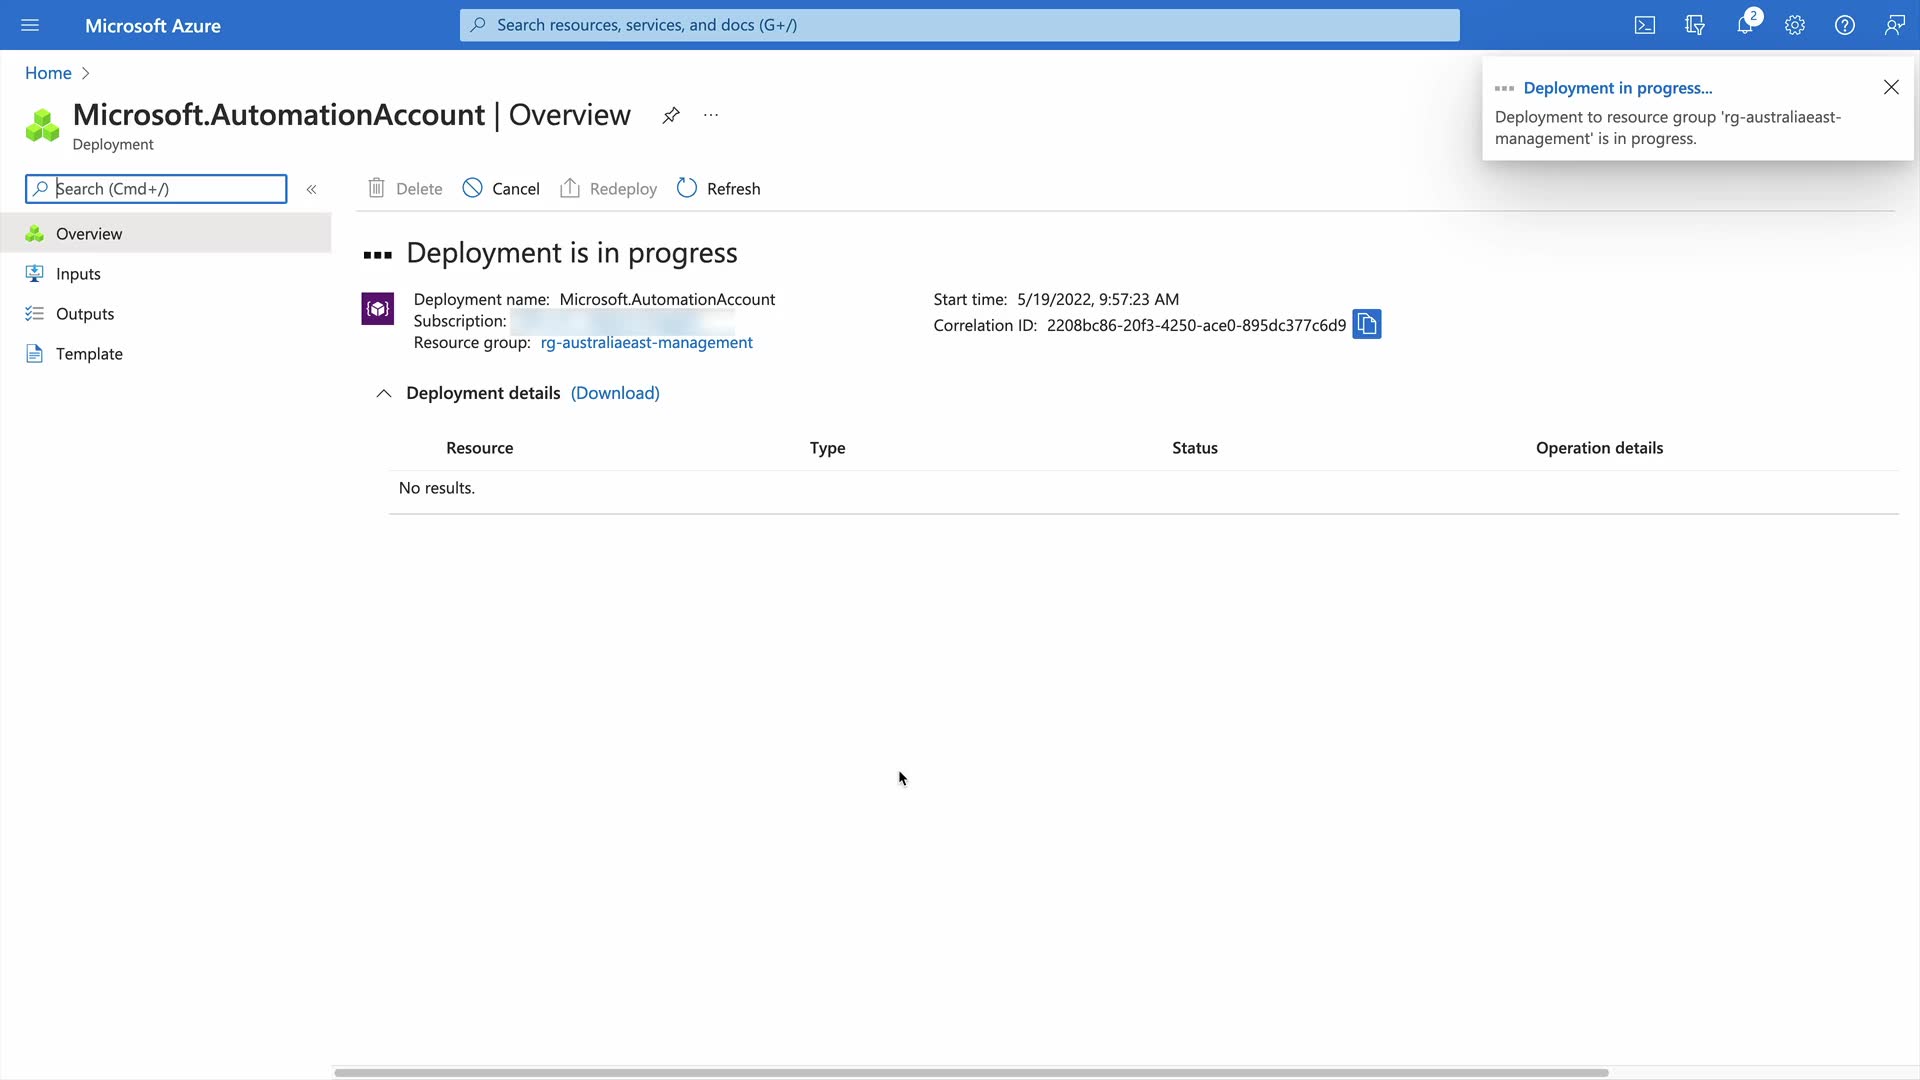 Microsoft Azure
Search resources, services, and docs (G+/)
2
Home
Microsoft.AutomationAccount | Overview
Deployment
Deployment in progress...
Deployment to resource group 'rg-australiaeast-
management' is in progress.
Search (Cmd+/)
Delete
Cancel
Redeploy
Refresh
Overview
Inputs
Outputs
Template
Deployment is in progress
Deployment name: Microsoft.AutomationAccount
Subscription:
Resource group: rg-australiaeast-management
Start time: 5/19/2022, 9:57:23 AM
Correlation ID: 2208bc86-20f3-4250-ace0-895dc377c6d9
Deployment details (Download)
Resource
Type
Status
Operation details
No results.